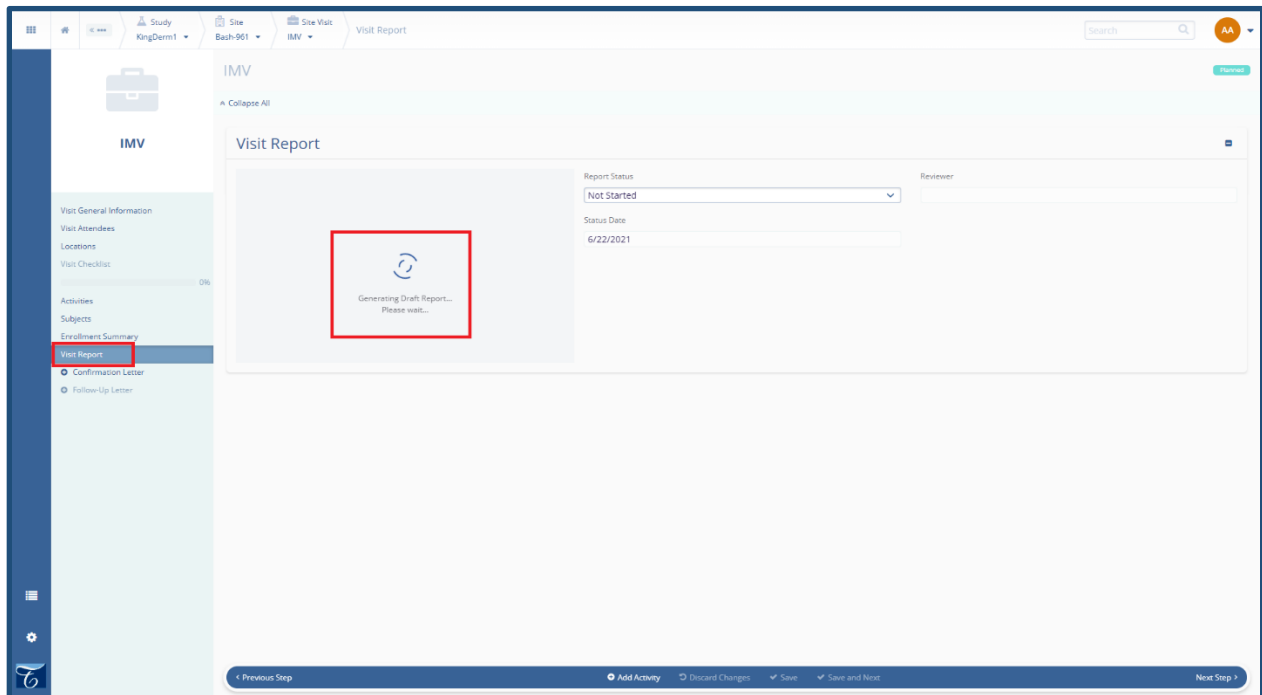 Study
KingDerm1
Site
Bash-961
Site Visit
IMV
Visit Report
Search
AA
IMV
Planned
Collapse All
IMV
Visit Report
Report Status
Reviewer
Not Started
Status Date
6/22/2021
Generating Draft Report...
Please wait...
Visit General Information
Visit Attendees
Locations
Visit Checklist
0%
Activities
Subjects
Enrollment Summary
Visit Report
Confirmation Letter
Follow-Up Letter
< Previous Step
Add Activity
Discard Changes
Save
Save and Next
Next Step >